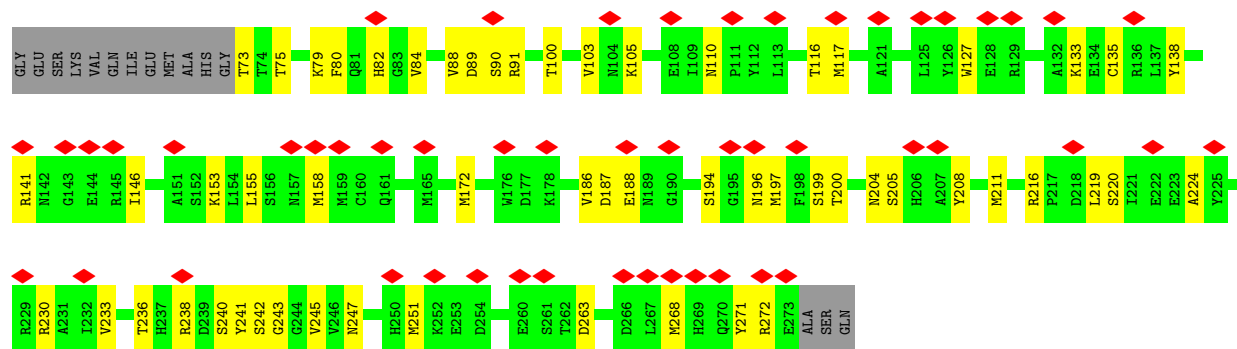 GLY GLU SER LYS VAL GLN ILE GLU MET ALA HIS GLY T73 T74 T75 K79 F80 Q81 H82 G83 V84 V88 D89 S90 R91 T100 V103 N104 K105 E108 I109 N110 P111 Y112 L113 T116 M117 A121 L125 Y126 W127 E128 R129 A132 K133 E134 C135 R136 L137 Y138
R141 N142 G143 E144 R145 I146 A151 S152 K153 L154 L155 S156 N157 M158 M159 C160 Q161 M165 M172 W176 D177 K178 V186 D187 E188 N189 G190 S194 G195 N196 M197 F198 S199 T200 N204 S205 H206 A207 Y208 M211 R216 P217 D218 L219 S220 I221 E222 E223 A224 Y225
R229 R230 A231 I232 V233 T236 H237 R238 D239 S240 Y241 S242 G243 G244 V245 V246 N247 H250 M251 K252 E253 D254 E260 S261 T262 D263 D266 L267 M268 H269 Q270 Y271 R272 E273 ALA SER GLN